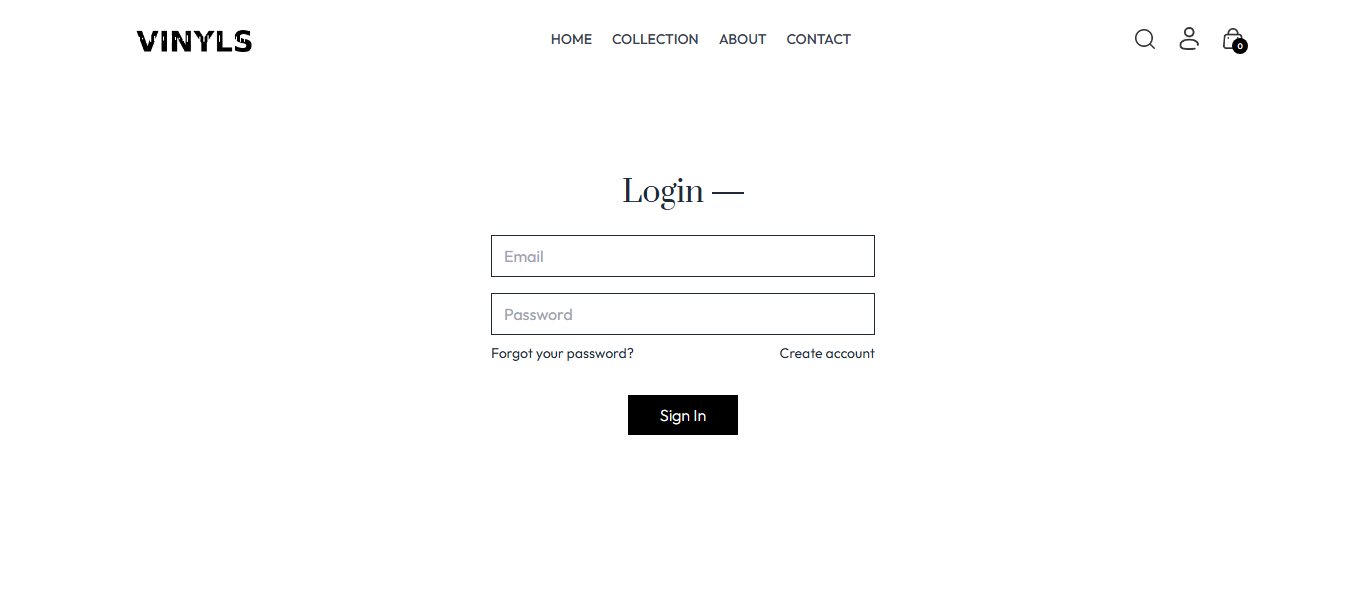 VINYLS
HOME COLLECTION ABOUT CONTACT
0
Login
Email
Password
Forgot your password? Create account
Sign In